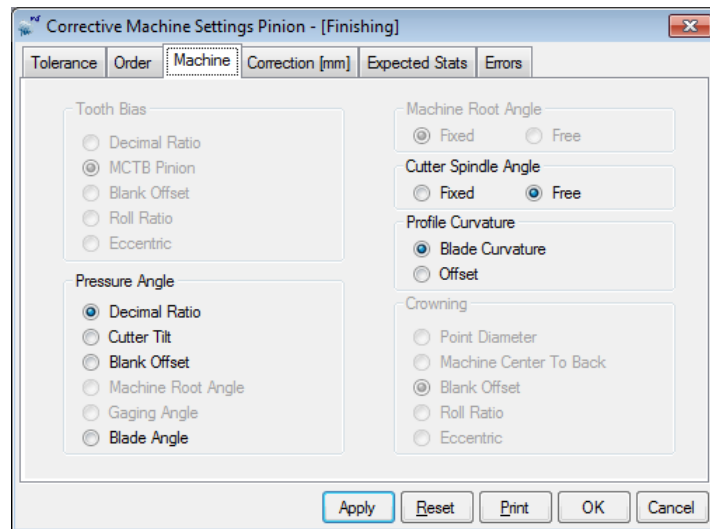 Corrective Machine Settings Pinion - [Finishing]
Tolerance Order Machine Correction [mm] Expected Stats Errors
Tooth Bias
Decimal Ratio
MCTB Pinion
Blank Offset
Roll Ratio
Eccentric
Pressure Angle
Decimal Ratio
Cutter Tilt
Blank Offset
Machine Root Angle
Gaging Angle
Blade Angle
Machine Root Angle
Fixed Free
Cutter Spindle Angle
Fixed Free
Profile Curvature
Blade Curvature
Offset
Crowning
Point Diameter
Machine Center To Back
Blank Offset
Roll Ratio
Eccentric
Apply Reset Print OK Cancel